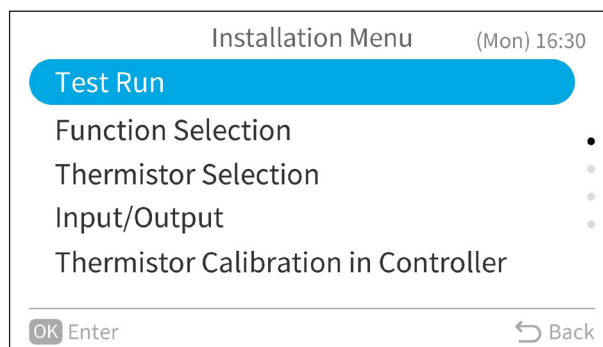 Installation Menu (Mon) 16:30
Test Run
Function Selection
Thermistor Selection
Input/Output
Thermistor Calibration in Controller
OK Enter Back